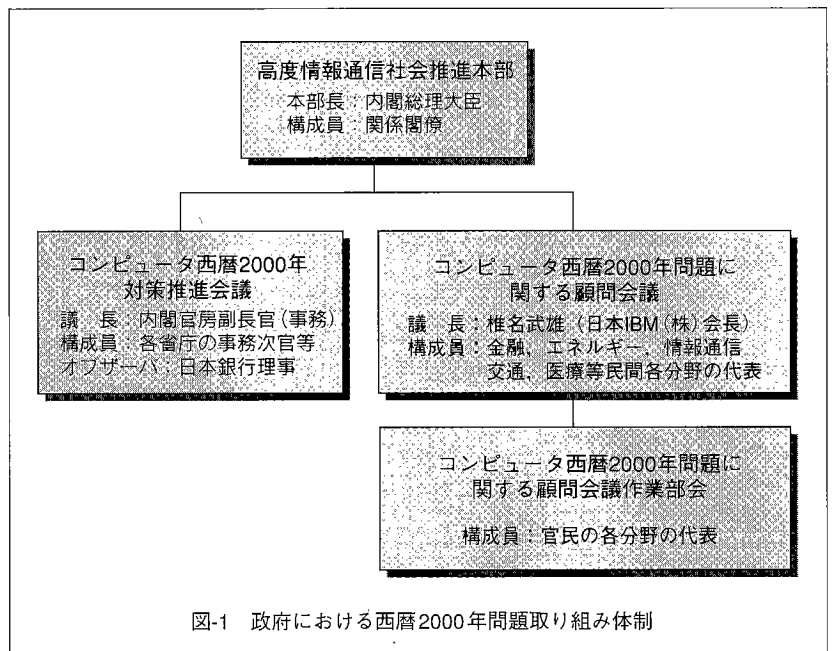 高度情報通信社会推進本部
本部長：内閣総理大臣
構成員：関係閣僚
コンピュータ西暦2000年
対策推進会議
議　長：内閣官房副長官（事務）
構成員：各省庁の事務次官等
オブザーバ：日本銀行理事
コンピュータ西暦2000年問題に
関する顧問会議
議　長：椎名武雄（日本IBM（株）会長）
構成員：金融、エネルギー、情報通信
交通、医療等民間各分野の代表
コンピュータ西暦2000年問題に
関する顧問会議作業部会
構成員：官民の各分野の代表
図-1　政府における西暦2000年問題取り組み体制